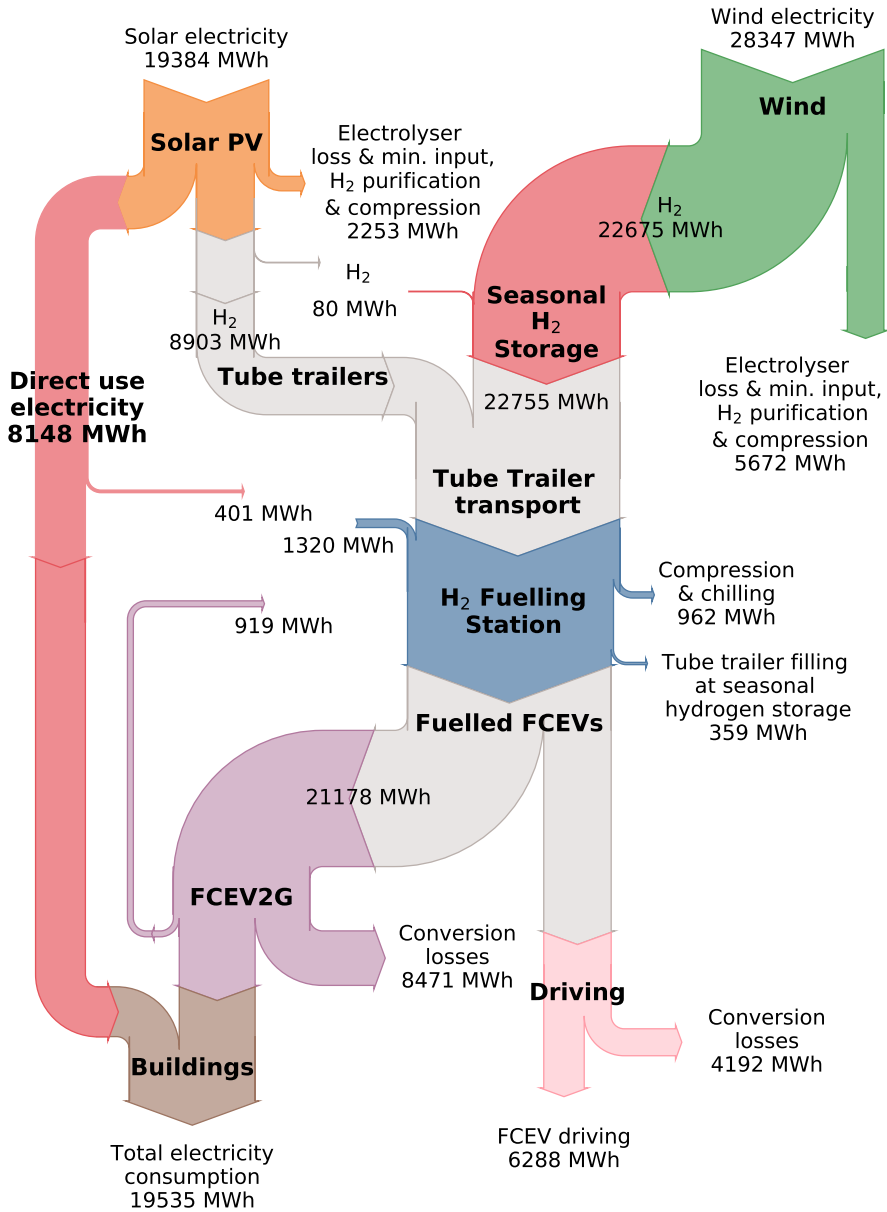 Solar electricity
19384 MWh
Wind electricity
28347 MWh
Solar PV
Wind
Electrolyser
loss & min. input,
H₂ purification
& compression
2253 MWh
H₂
22675 MWh
H₂
80 MWh
Seasonal
H₂
Storage
H₂
8903 MWh
Tube trailers
22755 MWh
Direct use
electricity
8148 MWh
Electrolyser
loss & min. input,
H₂ purification
& compression
5672 MWh
Tube Trailer
transport
401 MWh
1320 MWh
H₂ Fuelling
Station
Compression
& chilling
962 MWh
919 MWh
Tube trailer filling
at seasonal
hydrogen storage
359 MWh
Fuelled FCEVs
21178 MWh
FCEV2G
Conversion
losses
8471 MWh
Driving
Conversion
losses
4192 MWh
Buildings
FCEV driving
6288 MWh
Total electricity
consumption
19535 MWh